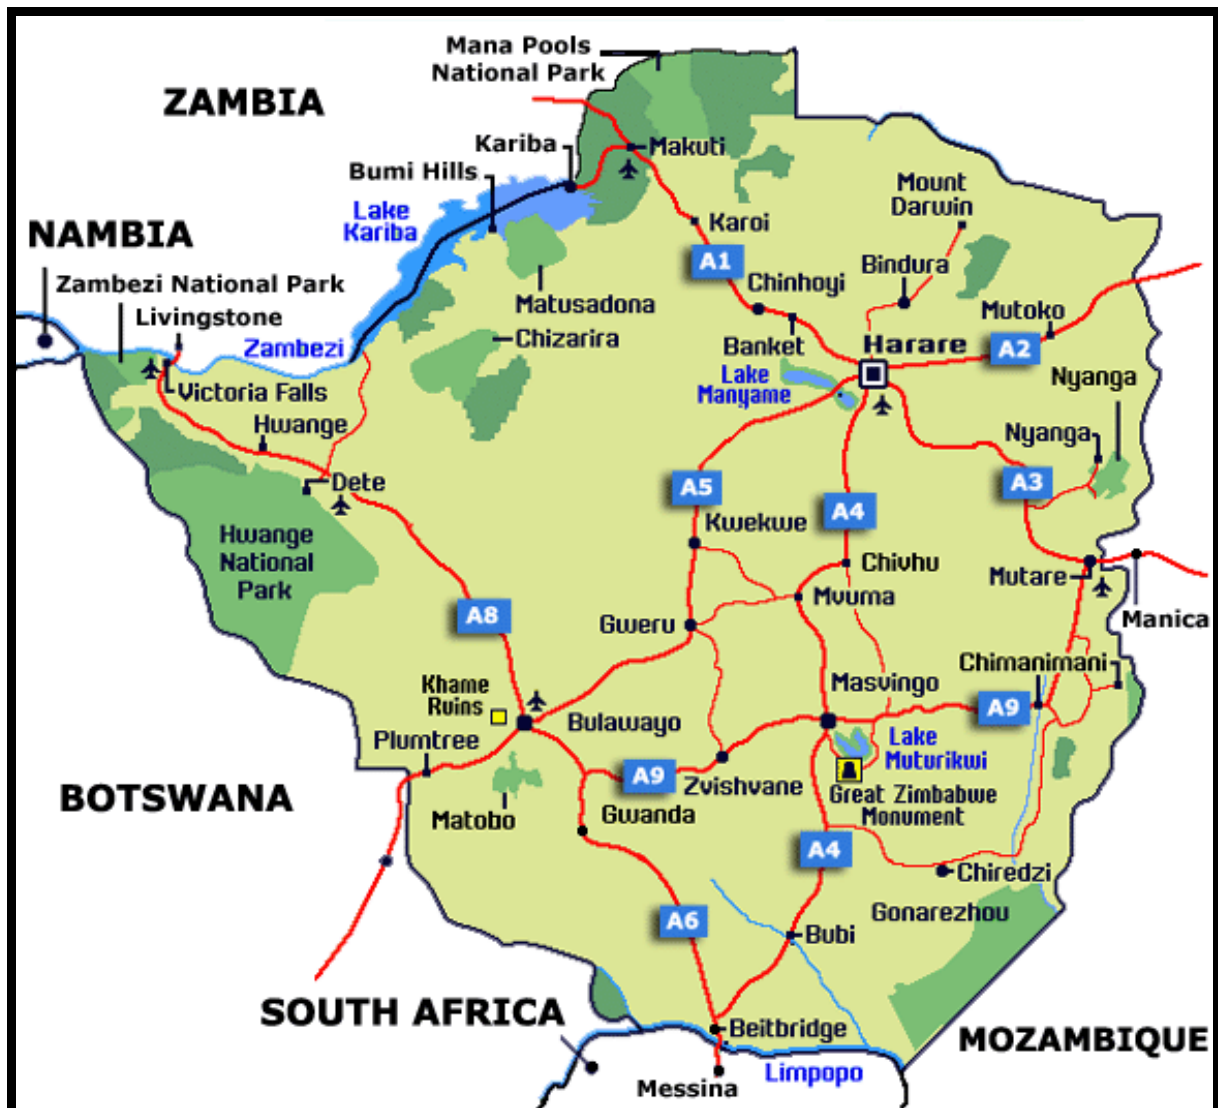 Mana Pools
National Park
ZAMBIA
Kariba
Makuti
Bumi Hills
Mount
Darwin
Lake
Kariba
Karoi
NAMBIA
A1
Bindura
Zambezi National Park
Chinhoyi
Matusadona
Mutoko
Livingstone
Chizarira
Banket
Harare
A2
Zambezi
Lake
Manyame
Nyanga
Victoria Falls
Hwange
Nyanga
Dete
A5
A3
A4
Kwekwe
Hwange
National
Park
Chivhu
Mutare
Mvuma
A8
Gweru
Manica
Chimanimani
Khame
Ruins
Masvingo
A9
Bulawayo
Plumtree
Lake
Muturikwi
A9
Zvishvane
BOTSWANA
Great Zimbabwe
Monument
Matobo
Gwanda
A4
Chiredzi
Gonarezhou
A6
Bubi
SOUTH AFRICA
Beitbridge
MOZAMBIQUE
Limpopo
Messina